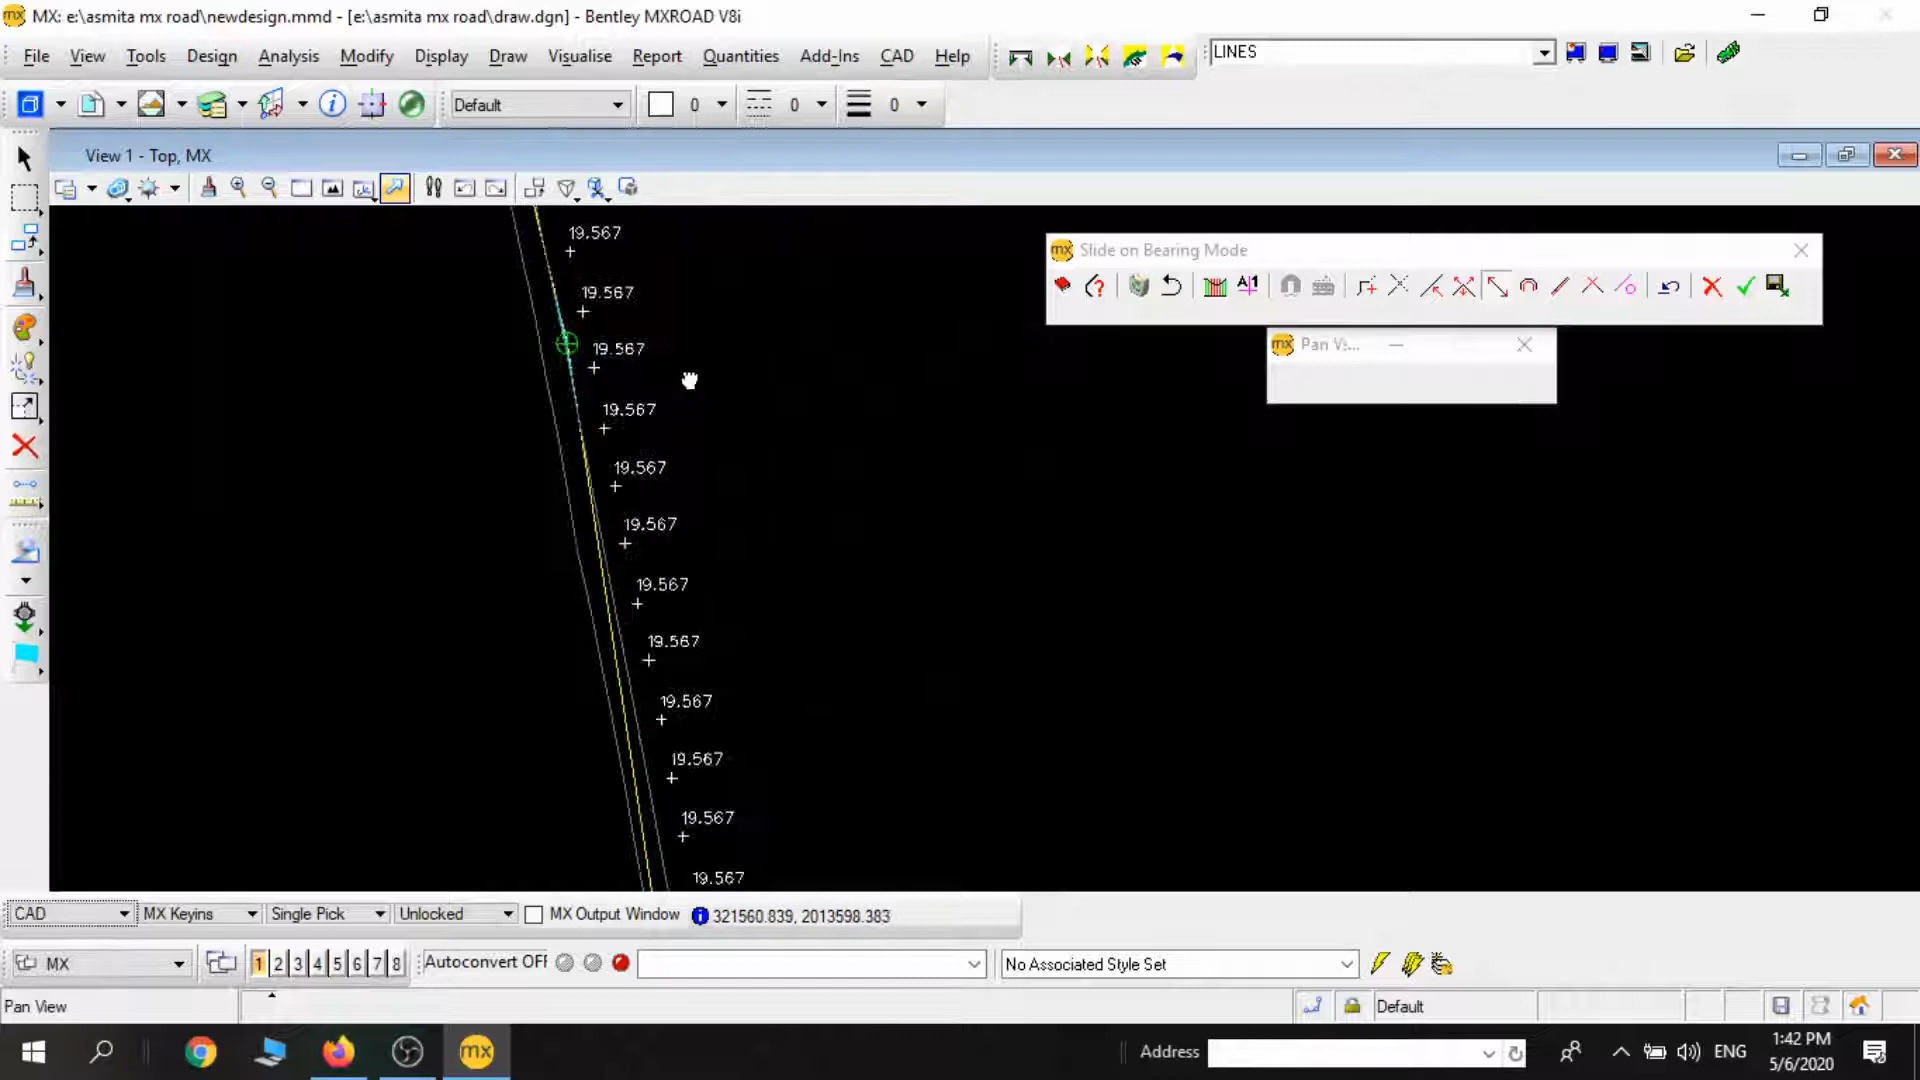 MX: e:\asmita mx road\newdesign.mmd - [e:\asmita mx road\draw.dgn] - Bentley MXROAD V8i
File View Tools Design Analysis Modify Display Draw Visualise Report Quantities Add-Ins CAD Help
LINES
Default 0 0 0
View 1 - Top, MX
19.567
Slide on Bearing Mode
19.567
Pan V:...
19.567
19.567
19.567
19.567
19.567
19.567
19.567
19.567
19.567
19.567
CAD MX Keyins Single Pick Unlocked MX Output Window 321560.839, 2013598.383
MX 1 2 3 4 5 6 7 8 Autoconvert OFF No Associated Style Set
Pan View Default
mx Address ENG 1:42 PM
5/6/2020